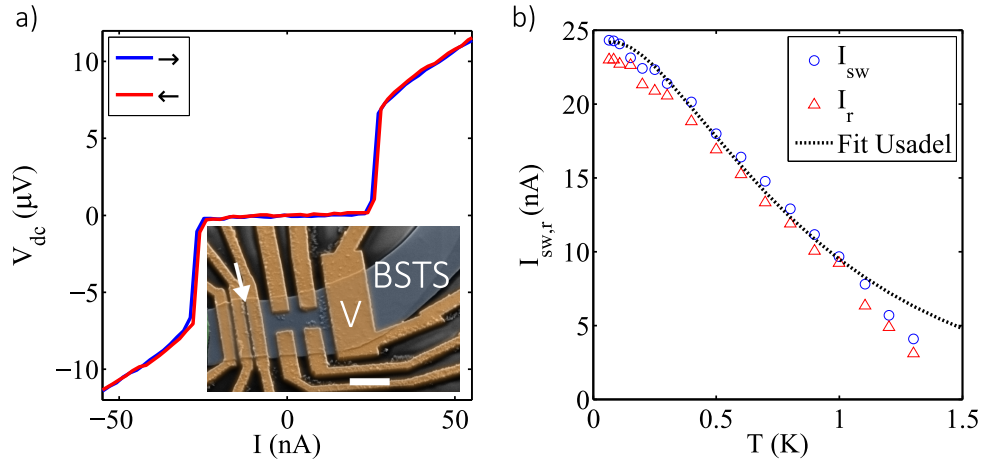 a)
→
←
10
5
0
−5
−10
V_dc (μV)
BSTS
V
−50
0
50
I (nA)
b)
25
20
15
10
5
0
I_sw,r (nA)
I_sw
I_r
Fit Usadel
0
0.5
1
1.5
T (K)